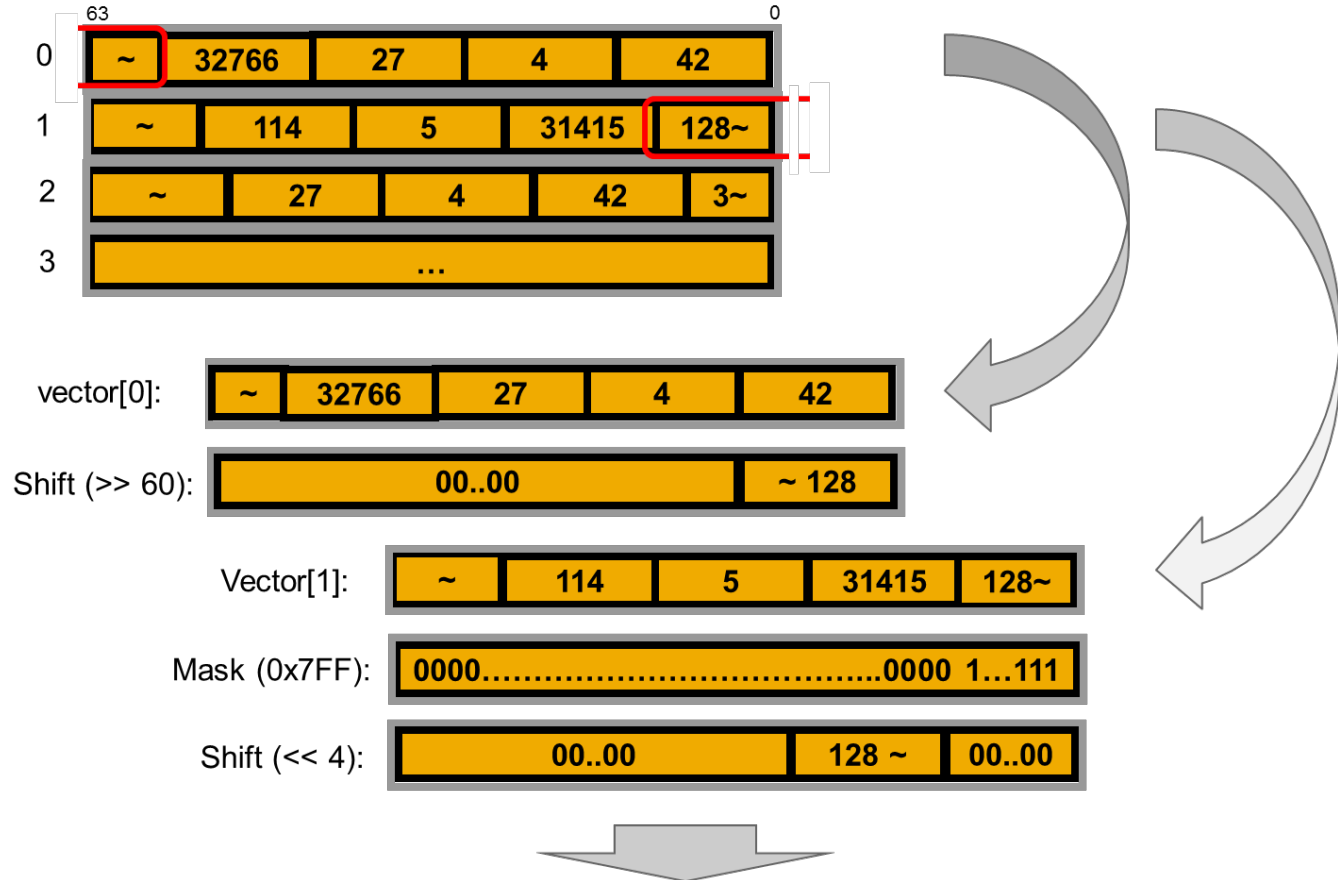 63 0
0 ~ 32766 27 4 42
1 ~ 114 5 31415 128~
2 ~ 27 4 42 3~
3 ...
vector[0]: ~ 32766 27 4 42
Shift (>> 60): 00..00 ~ 128
Vector[1]: ~ 114 5 31415 128~
Mask (0x7FF): 0000.......................................0000 1...111
Shift (<< 4): 00..00 128 ~ 00..00